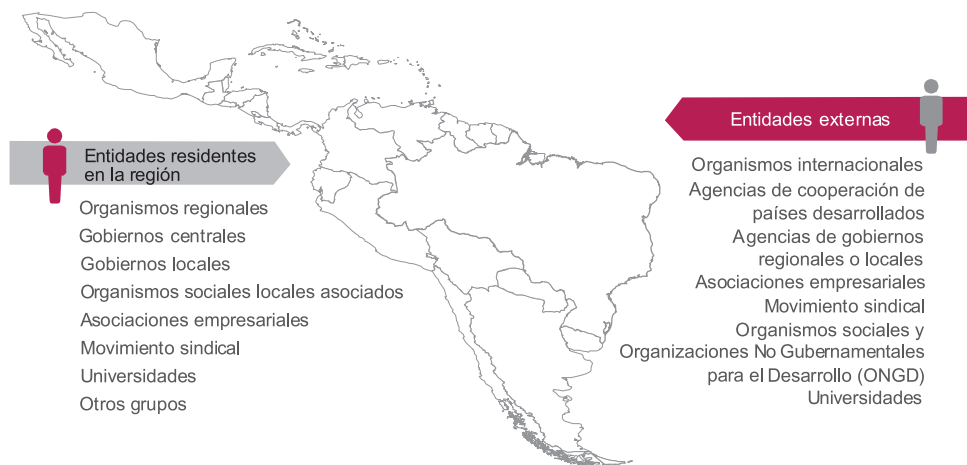 Entidades residentes
en la región
Organismos regionales
Gobiernos centrales
Gobiernos locales
Organismos sociales locales asociados
Asociaciones empresariales
Movimiento sindical
Universidades
Otros grupos
Entidades externas
Organismos internacionales
Agencias de cooperación de
países desarrollados
Agencias de gobiernos
regionales o locales
Asociaciones empresariales
Movimiento sindical
Organismos sociales y
Organizaciones No Gubernamentales
para el Desarrollo (ONGD)
Universidades